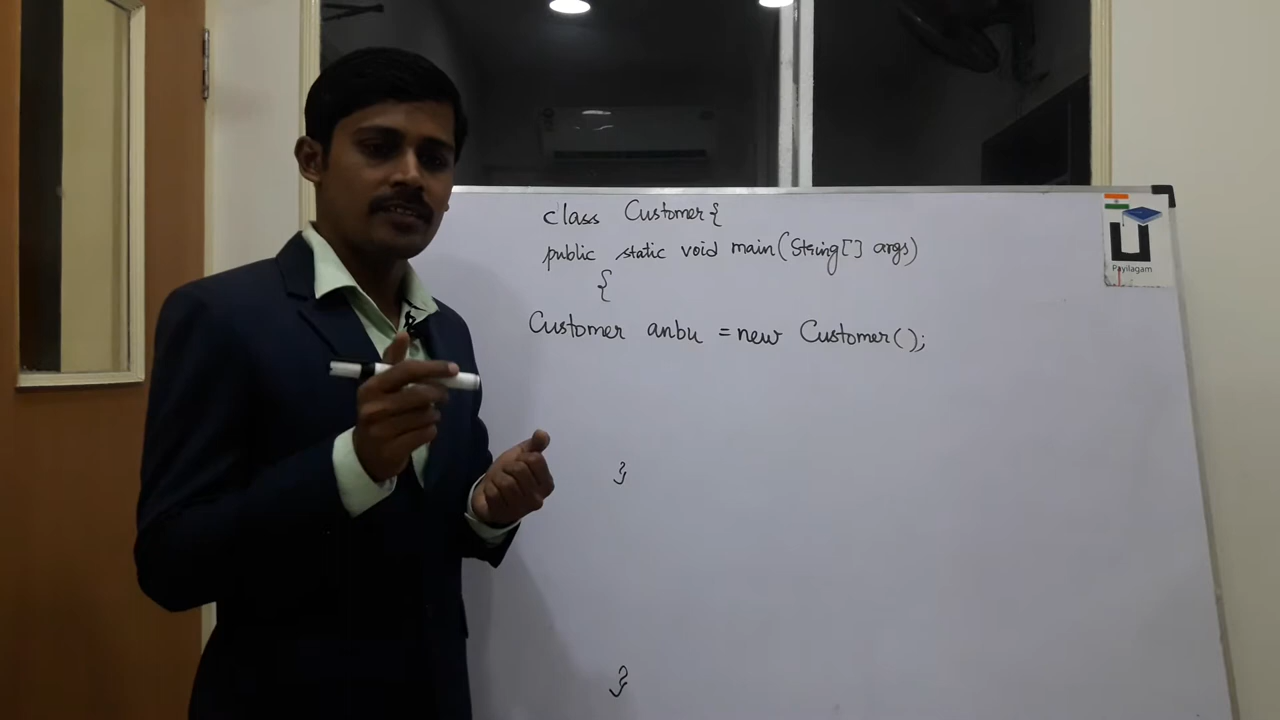 class Customer{
public static void main(String[] args)
{
Customer anbu = new Customer();
}
}
Payilagam